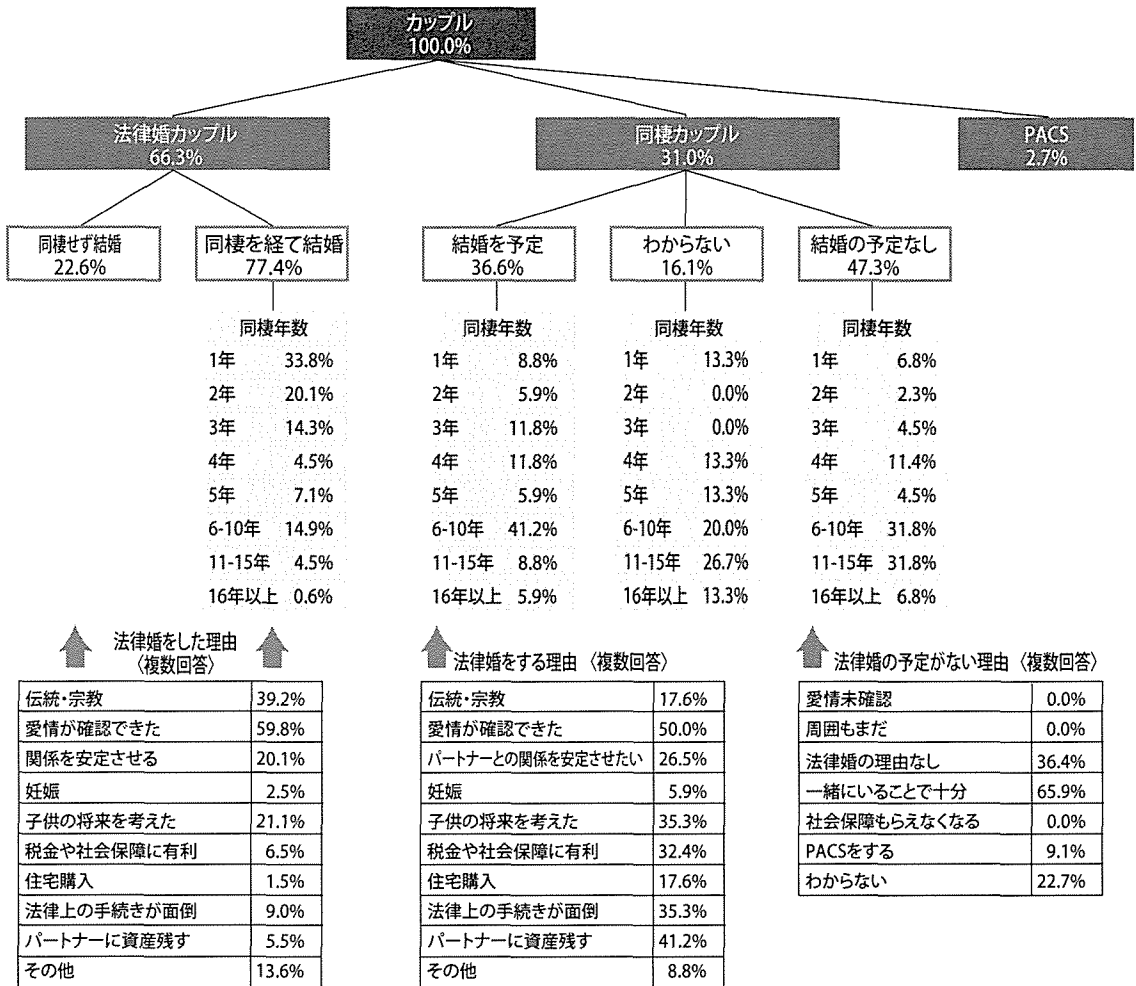 カップル
100.0%
法律婚カップル
66.3%
同棲カップル
31.0%
PACS
2.7%
同棲せず結婚
22.6%
同棲を経て結婚
77.4%
結婚を予定
36.6%
わからない
16.1%
結婚の予定なし
47.3%
同棲年数
1年 33.8%
2年 20.1%
3年 14.3%
4年 4.5%
5年 7.1%
6-10年 14.9%
11-15年 4.5%
16年以上 0.6%
同棲年数
1年 8.8%
2年 5.9%
3年 11.8%
4年 11.8%
5年 5.9%
6-10年 41.2%
11-15年 8.8%
16年以上 5.9%
同棲年数
1年 13.3%
2年 0.0%
3年 0.0%
4年 13.3%
5年 13.3%
6-10年 20.0%
11-15年 26.7%
16年以上 13.3%
同棲年数
1年 6.8%
2年 2.3%
3年 4.5%
4年 11.4%
5年 4.5%
6-10年 31.8%
11-15年 31.8%
16年以上 6.8%
法律婚をした理由
〈複数回答〉
伝統・宗教 39.2%
愛情が確認できた 59.8%
関係を安定させる 20.1%
妊娠 2.5%
子供の将来を考えた 21.1%
税金や社会保障に有利 6.5%
住宅購入 1.5%
法律上の手続きが面倒 9.0%
パートナーに資産残す 5.5%
その他 13.6%
法律婚をする理由 〈複数回答〉
伝統・宗教 17.6%
愛情が確認できた 50.0%
パートナーとの関係を安定させたい 26.5%
妊娠 5.9%
子供の将来を考えた 35.3%
税金や社会保障に有利 32.4%
住宅購入 17.6%
法律上の手続きが面倒 35.3%
パートナーに資産残す 41.2%
その他 8.8%
法律婚の予定がない理由 〈複数回答〉
愛情未確認 0.0%
周囲もまだ 0.0%
法律婚の理由なし 36.4%
一緒にいることで十分 65.9%
社会保障もらえなくなる 0.0%
PACSをする 9.1%
わからない 22.7%